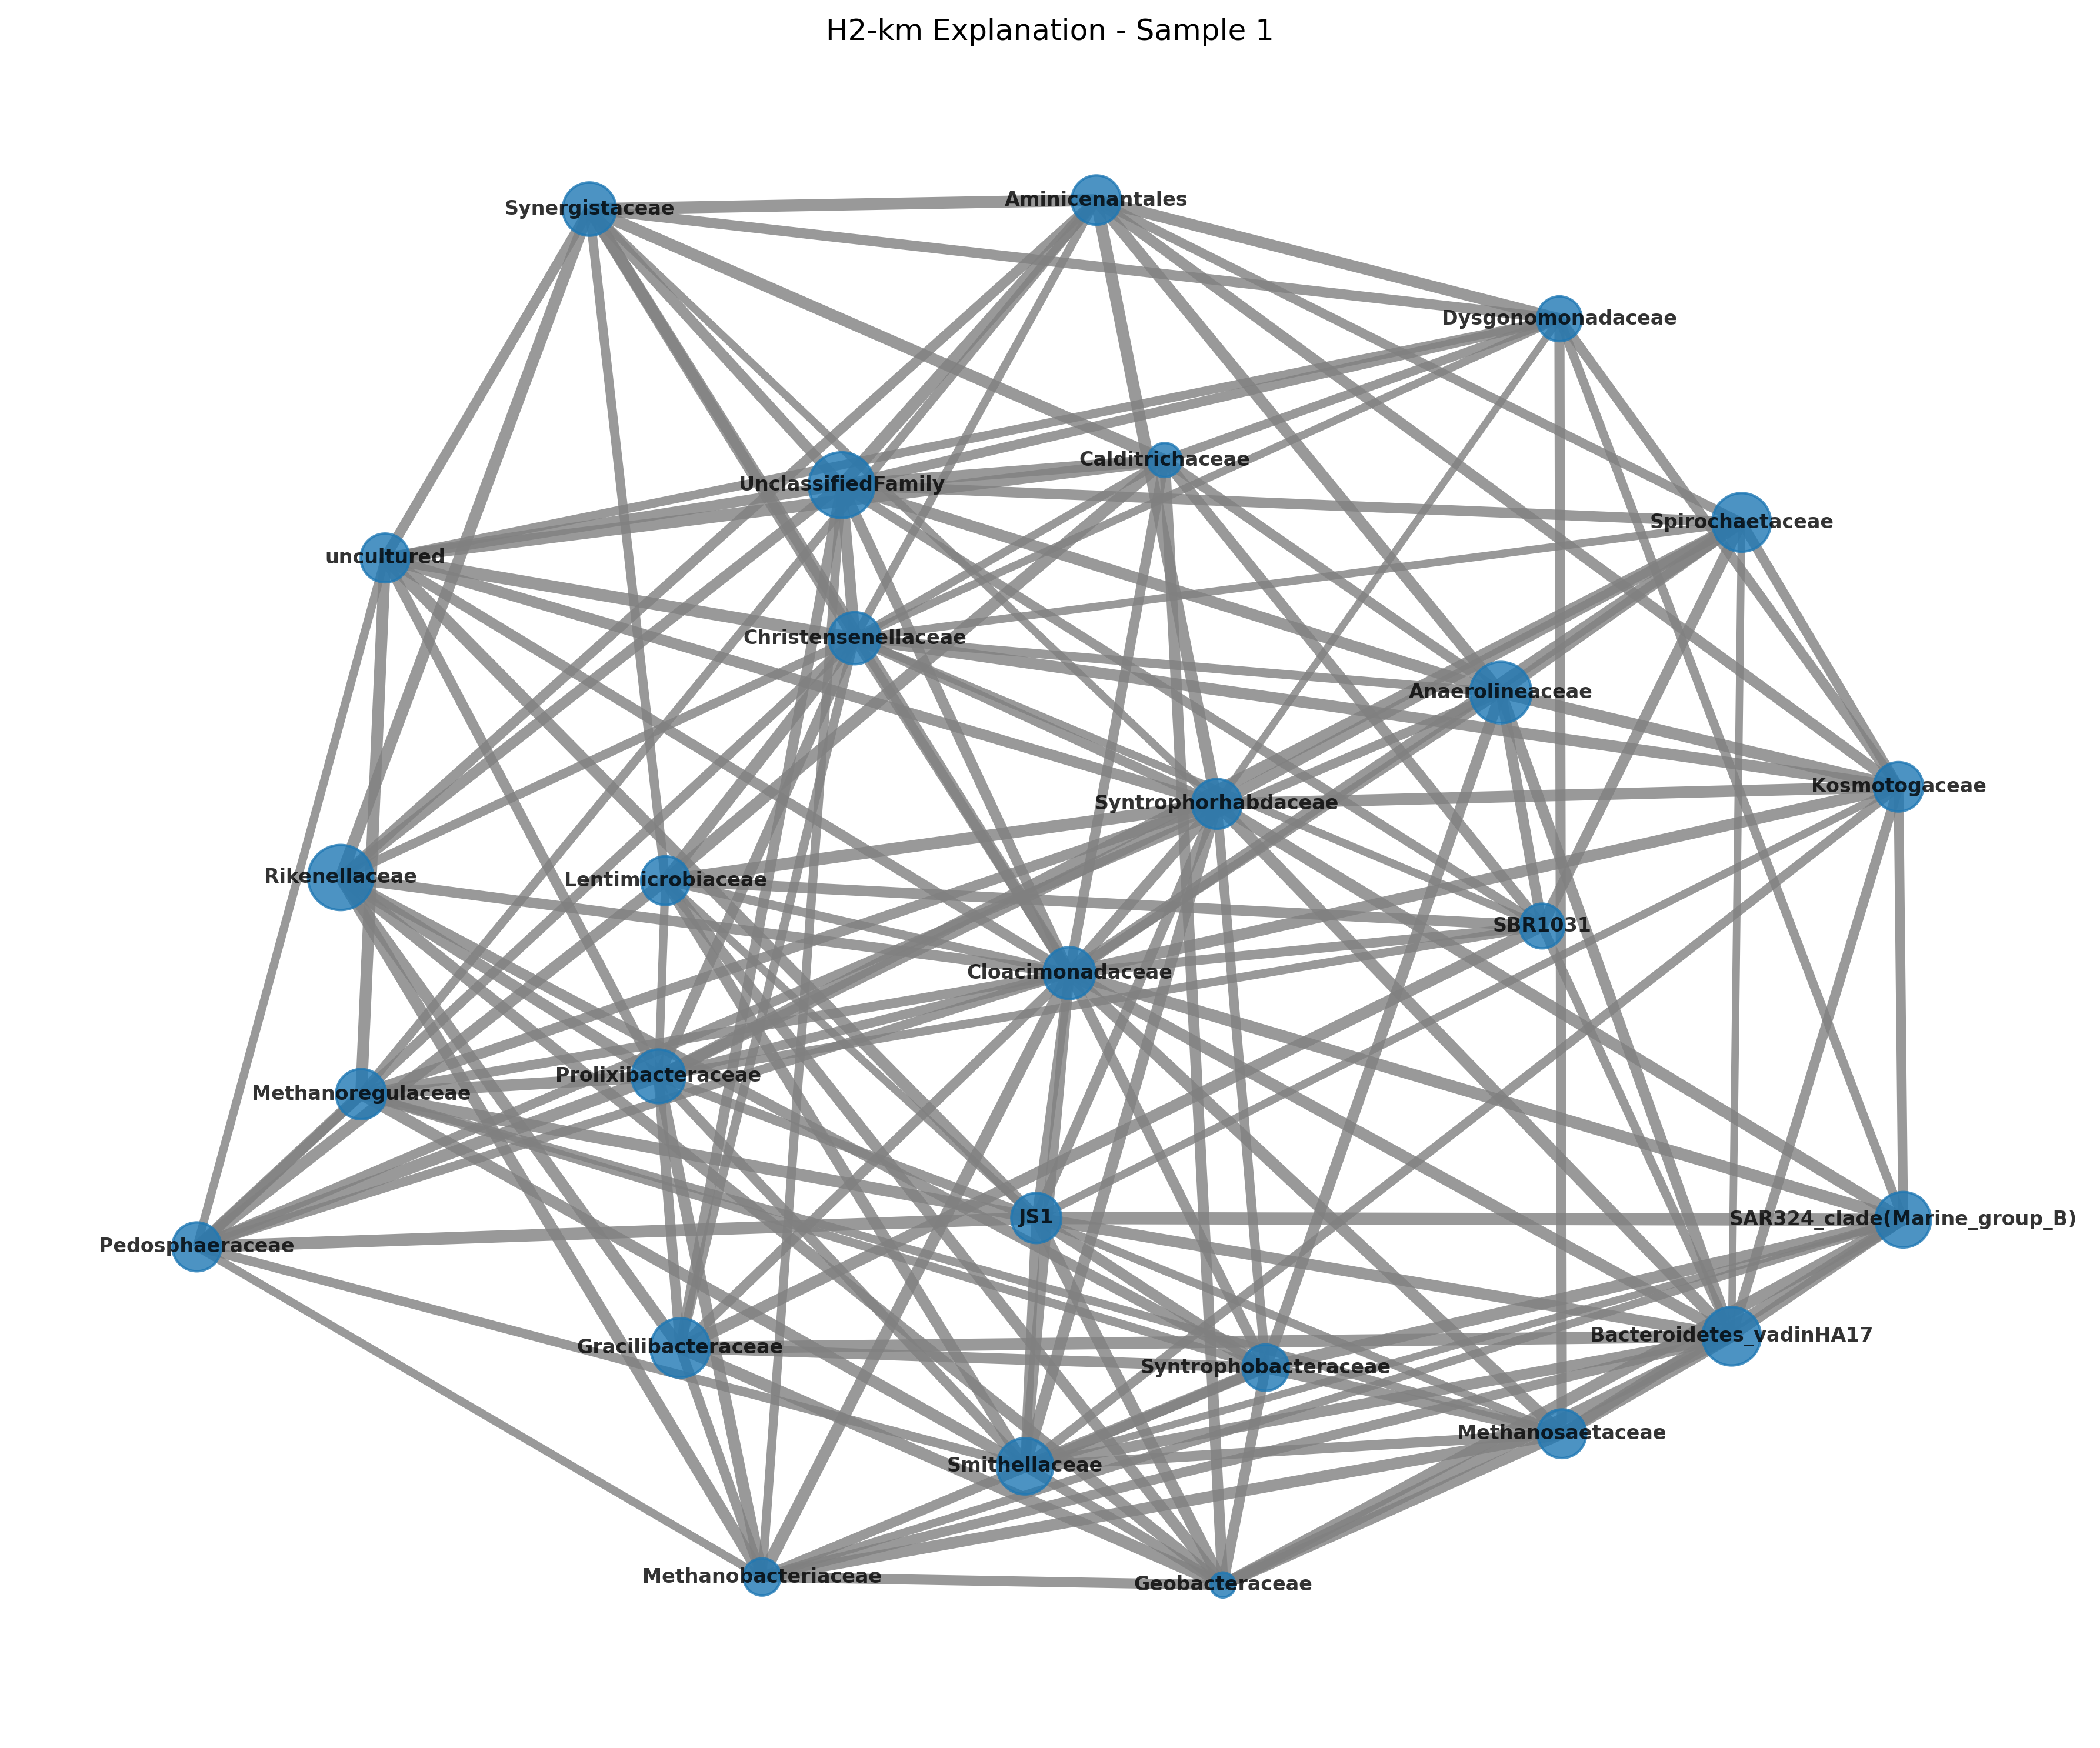 H2-km Explanation - Sample 1
Synergistaceae
Aminicenantales
Dysgonomonadaceae
Calditrichaceae
UnclassifiedFamily
Spirochaetaceae
uncultured
Christensenellaceae
Anaerolineaceae
Kosmotogaceae
Syntrophorhabdaceae
Rikenellaceae
Lentimicrobiaceae
SBR1031
Cloacimonadaceae
Prolixibacteraceae
Methanoregulaceae
JS1
SAR324_clade(Marine_group_B)
Pedosphaeraceae
Bacteroidetes_vadinHA17
Gracilibacteraceae
Syntrophobacteraceae
Methanosaetaceae
Smithellaceae
Methanobacteriaceae
Geobacteraceae